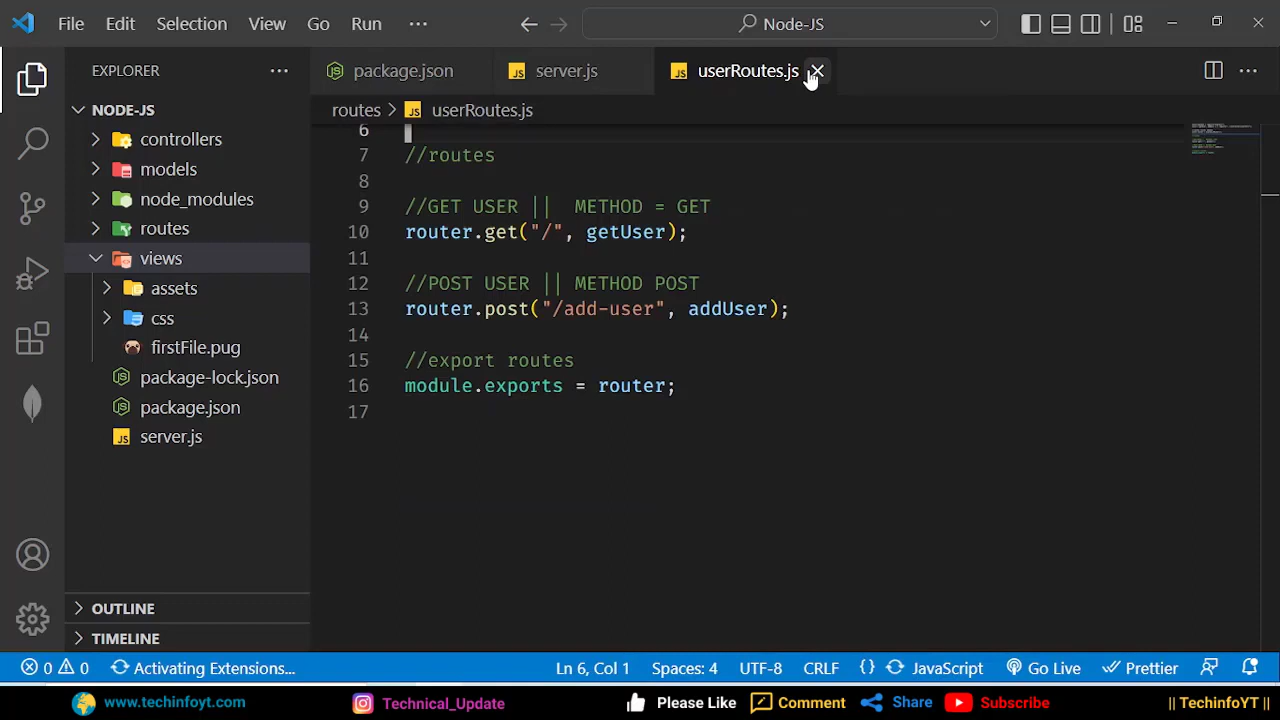 File Edit Selection View Go Run ··· Node-JS
EXPLORER ···
package.json
server.js
userRoutes.js
NODE-JS
routes > userRoutes.js
controllers
models
node_modules
routes
views
assets
css
firstFile.pug
package-lock.json
package.json
server.js
OUTLINE
TIMELINE
6
7 //routes
8
9 //GET USER ||  METHOD = GET
10 router.get("/", getUser);
11
12 //POST USER || METHOD POST
13 router.post("/add-user", addUser);
14
15 //export routes
16 module.exports = router;
17
0 0 Activating Extensions... Ln 6, Col 1 Spaces: 4 UTF-8 CRLF {} JavaScript Go Live Prettier
www.techinfoyt.com Technical_Update Please Like Comment Share Subscribe || TechinfoYT ||